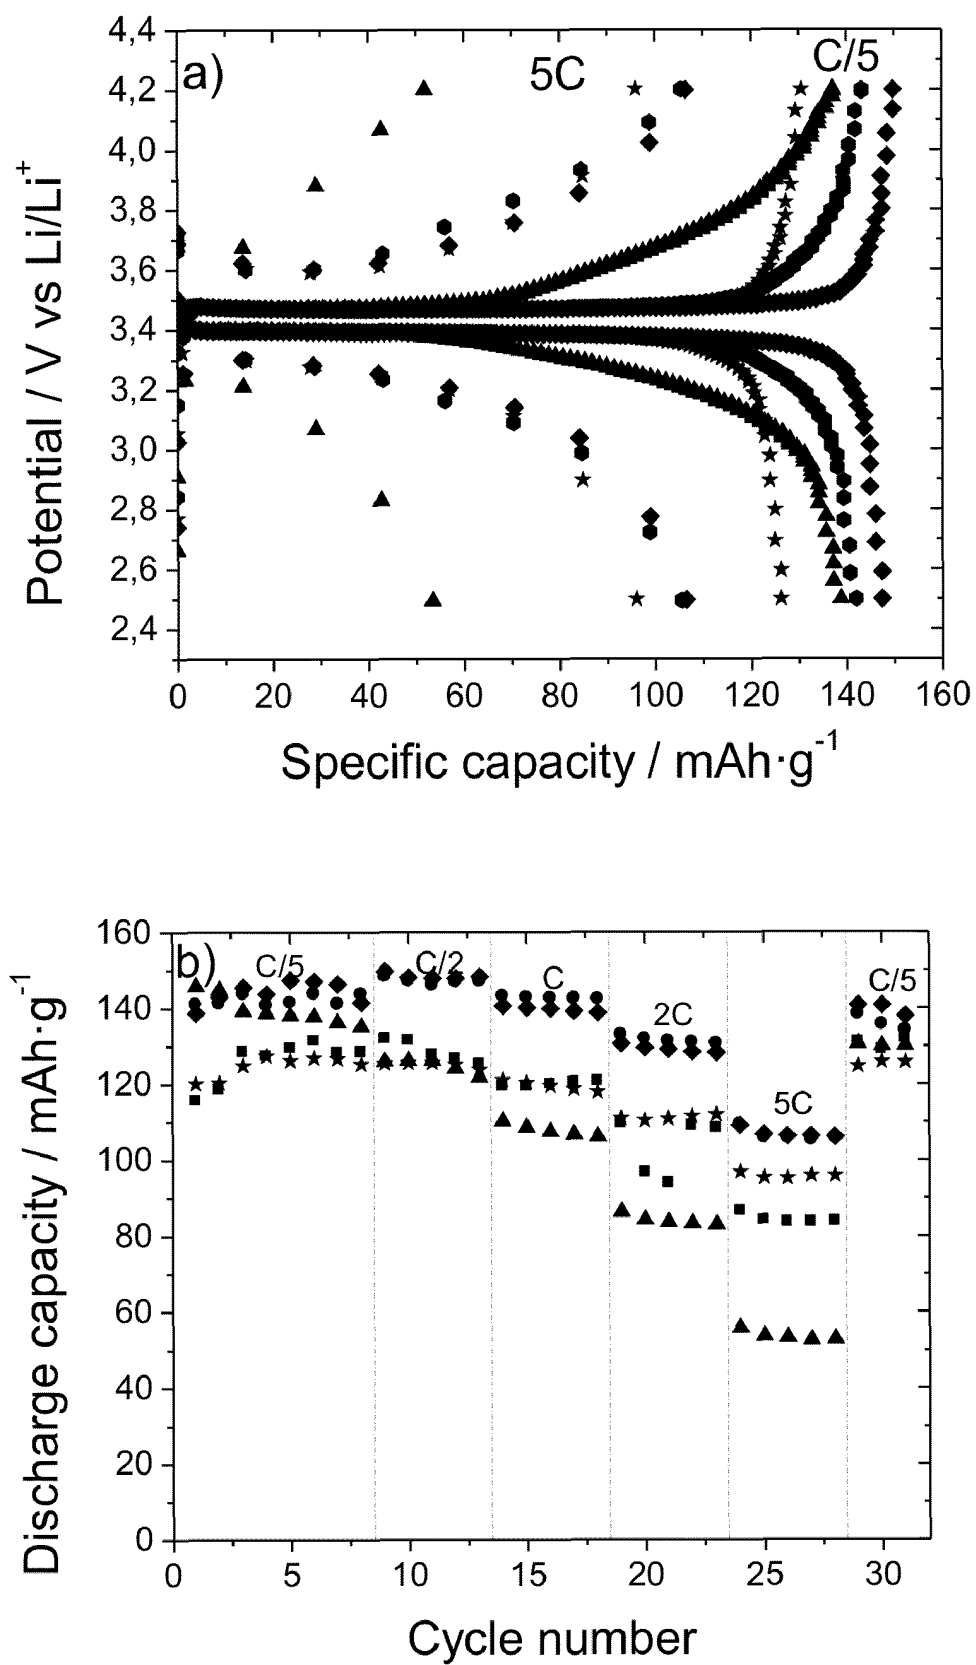 4,4
a)
5C
C/5
4,2
4,0
3,8
3,6
3,4
3,2
3,0
2,8
2,6
2,4
Potential / V vs Li/Li+
0 20 40 60 80 100 120 140 160
Specific capacity / mAh·g-1
160
b)
C/5
C/2
C
2C
5C
C/5
140
120
100
80
60
40
20
0
Discharge capacity / mAh·g-1
0 5 10 15 20 25 30
Cycle number